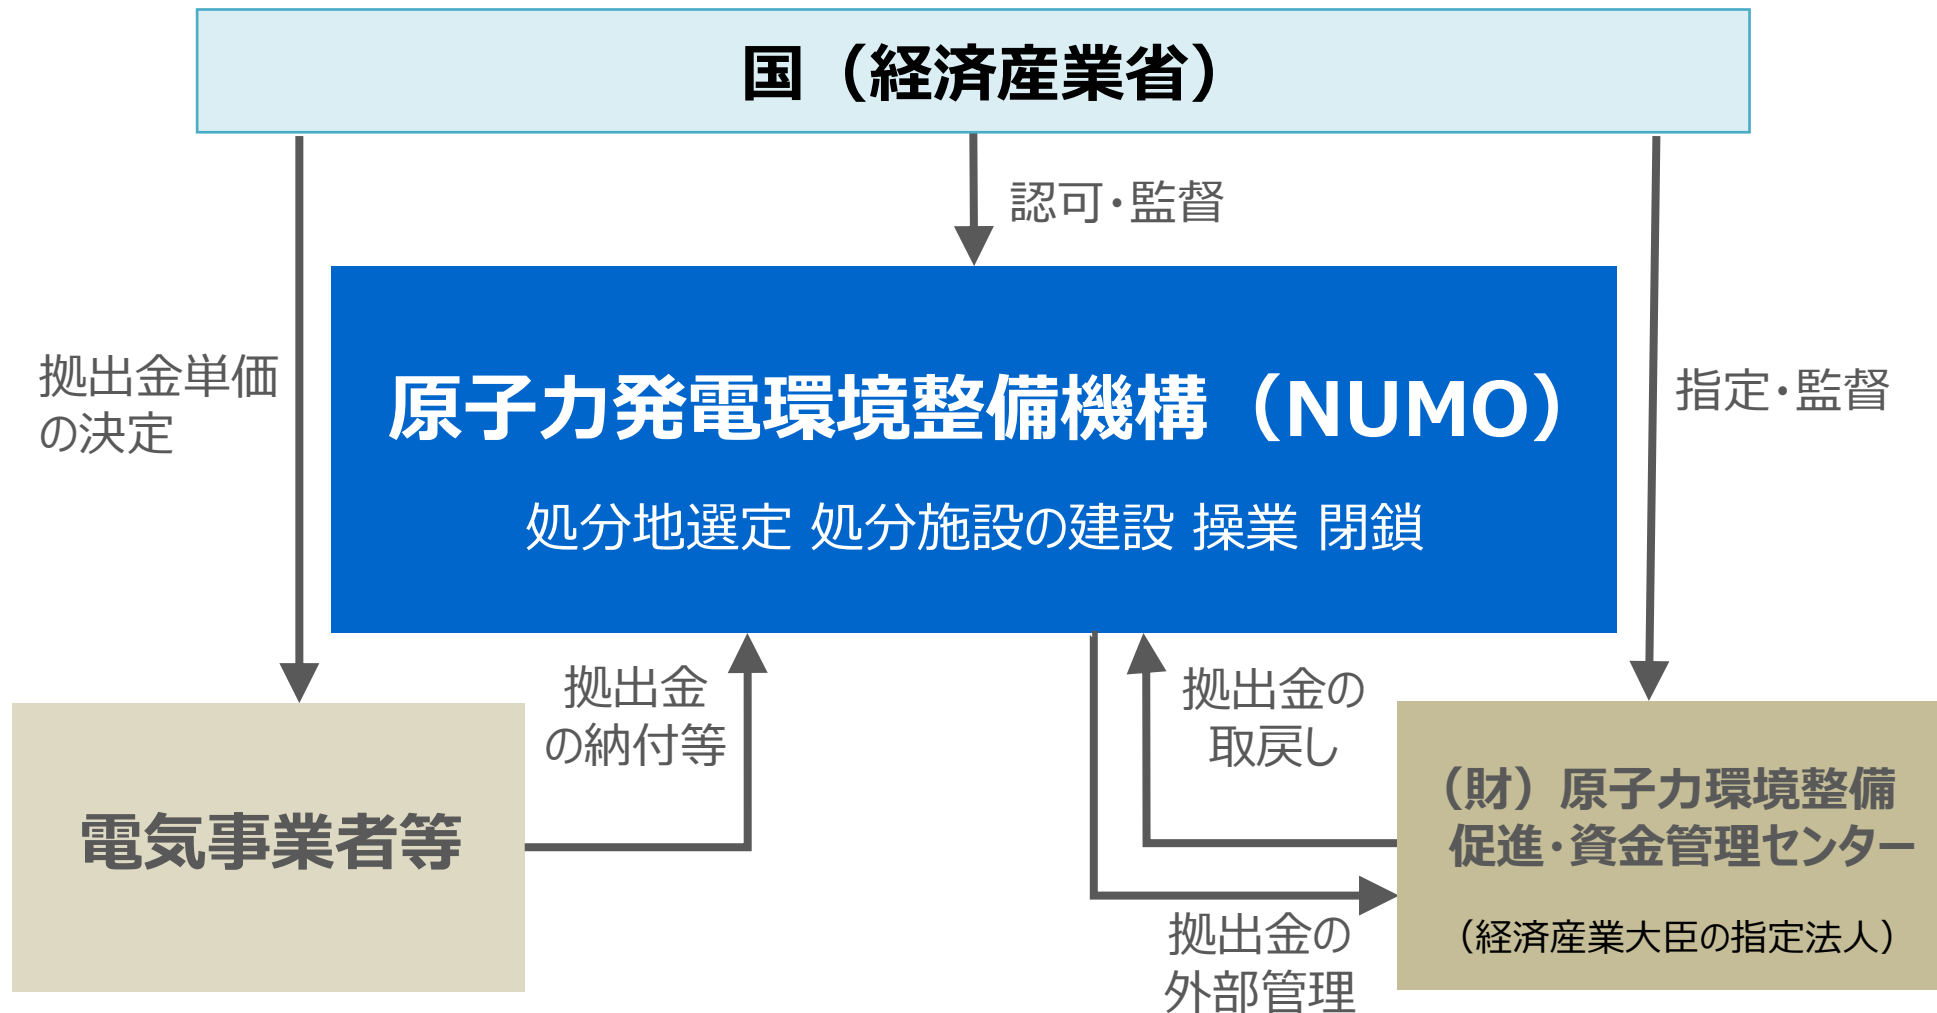 国（経済産業省）
認可・監督
拠出金単価
の決定
指定・監督
原子力発電環境整備機構（NUMO）
処分地選定 処分施設の建設 操業 閉鎖
拠出金
の納付等
拠出金の
取戻し
電気事業者等
（財）原子力環境整備
促進・資金管理センター
（経済産業大臣の指定法人）
拠出金の
外部管理